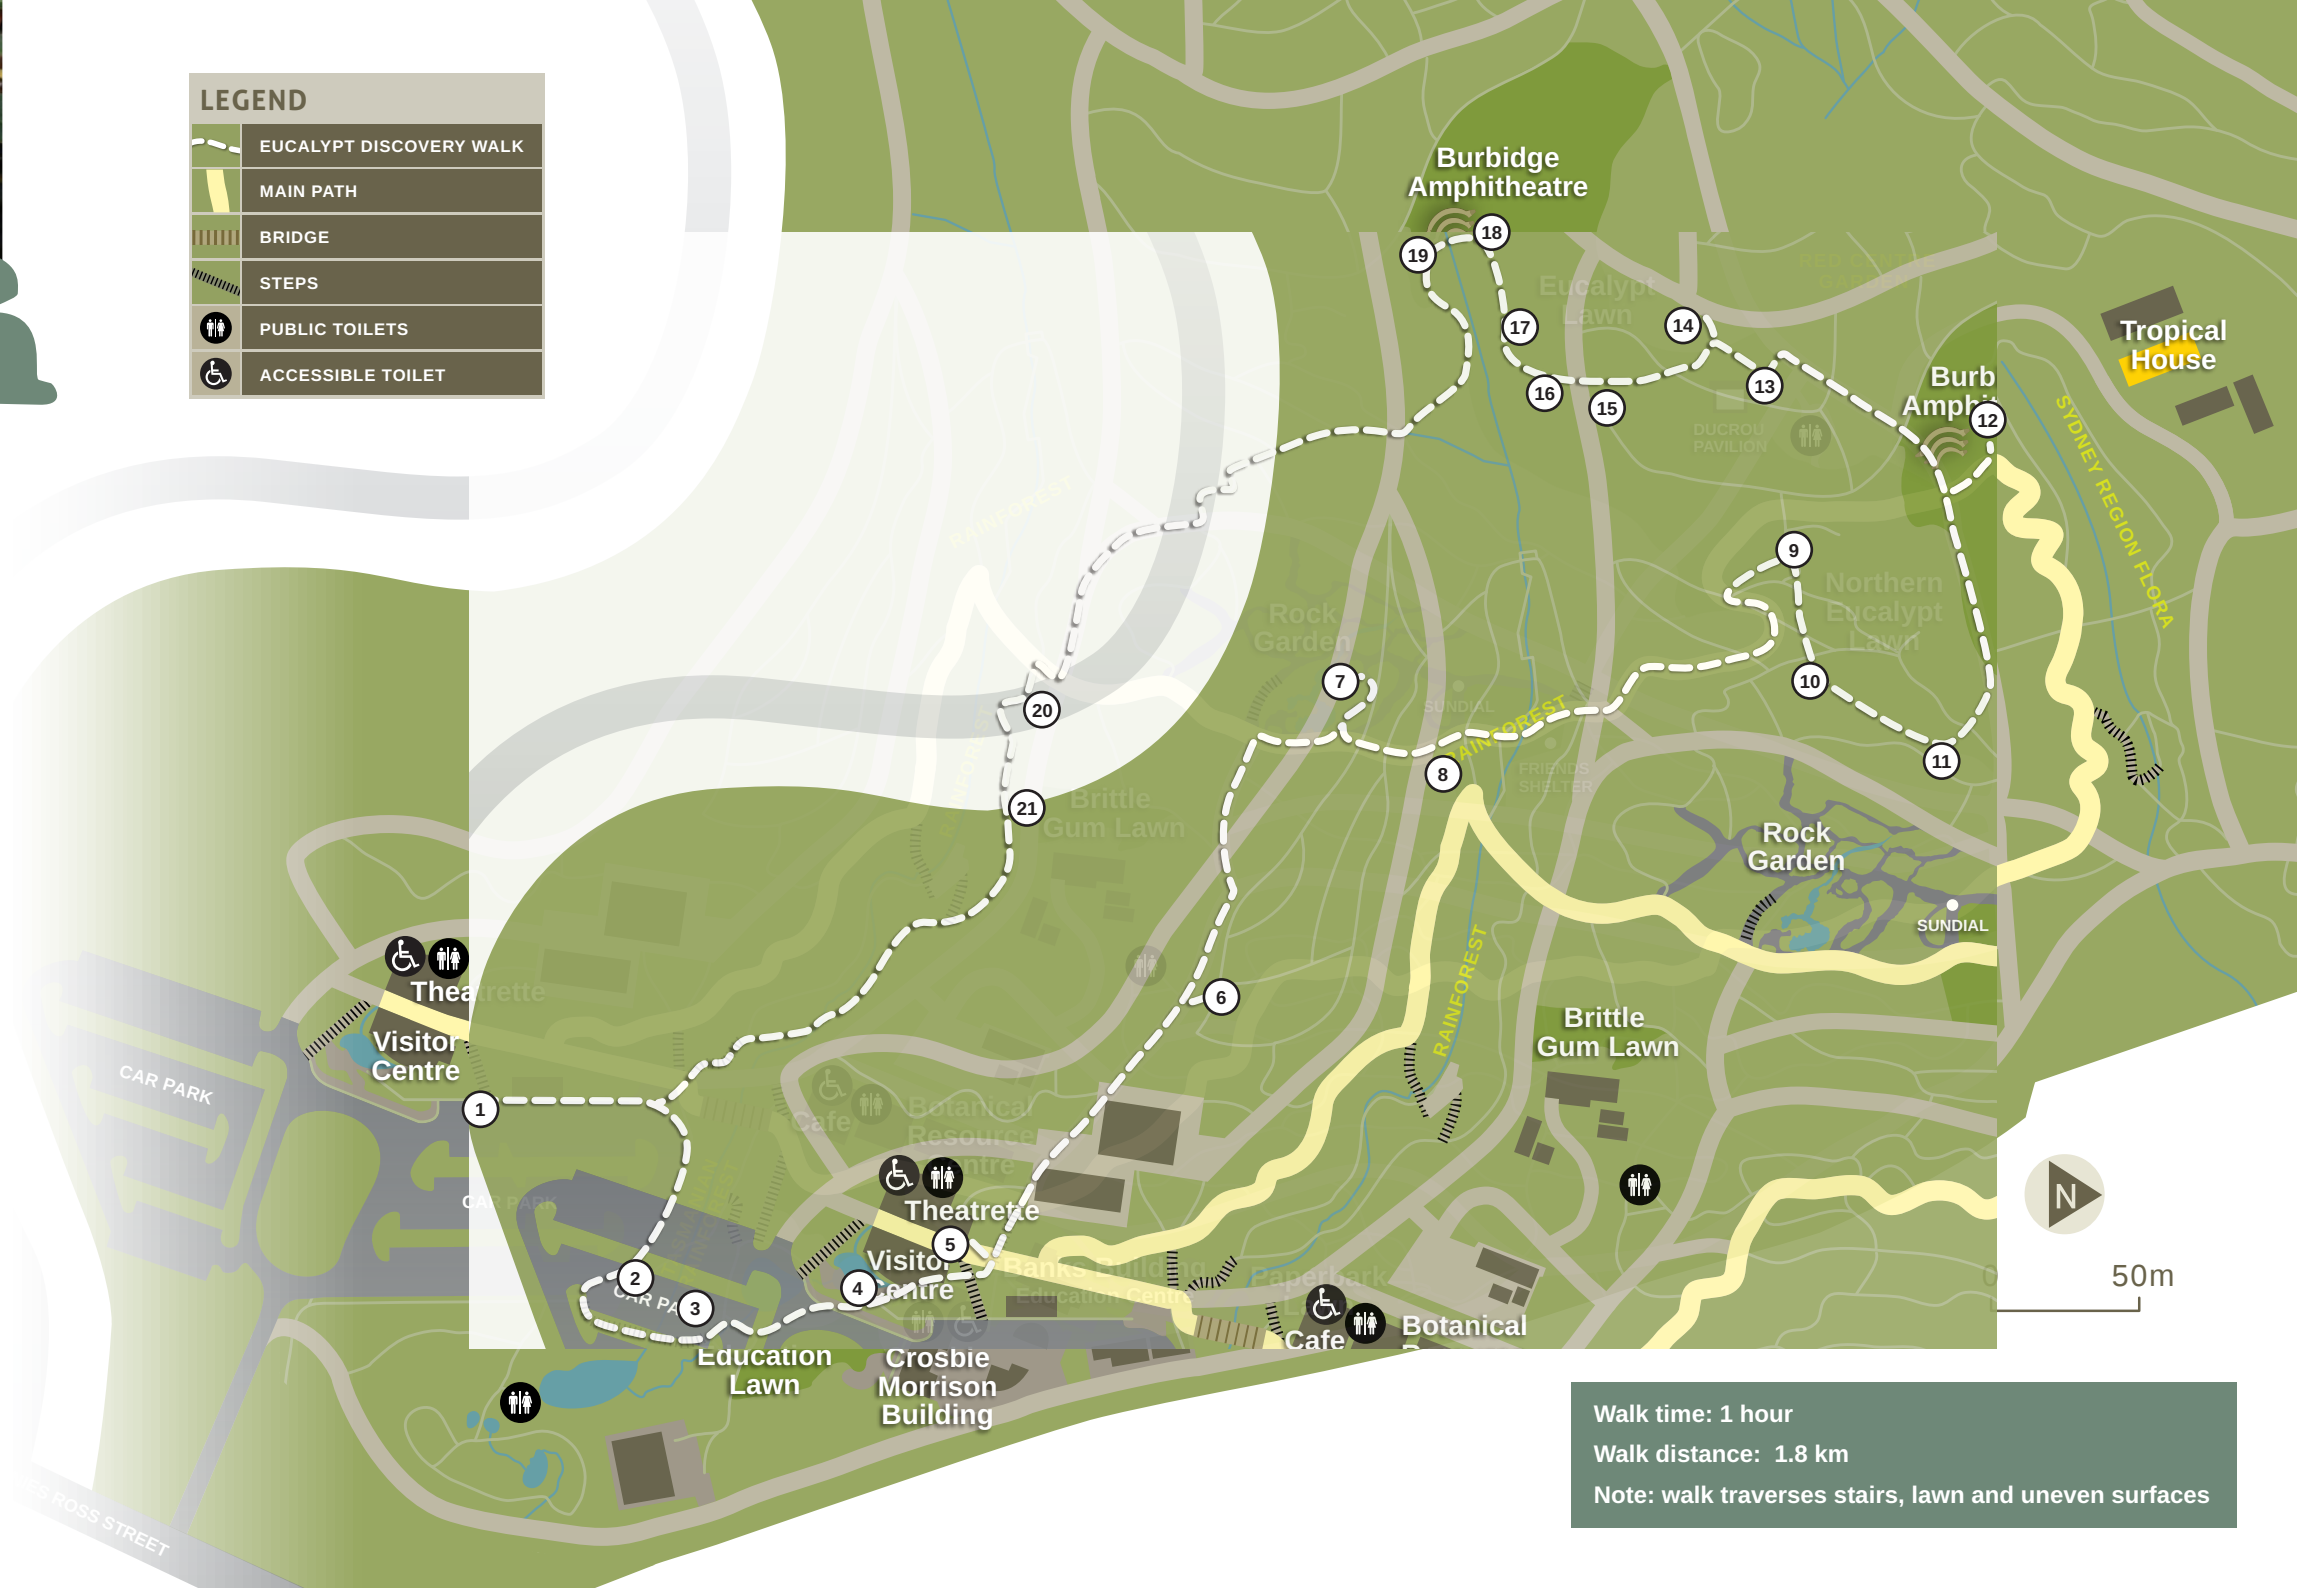 LEGEND
EUCALYPT DISCOVERY WALK
MAIN PATH
BRIDGE
STEPS
PUBLIC TOILETS
ACCESSIBLE TOILET
Burbidge
Amphitheatre
18
19
Eucalypt
Lawn
17
14
16
15
13
DUCROU
PAVILION
RED CENTRE
GARDEN
Tropical
House
Burb
Amphit
12
SYDNEY REGION FLORA
RAINFOREST
9
Northern
Eucalypt
Lawn
10
11
Rock
Garden
7
SUNDIAL
RAINFOREST
8
FRIENDS
SHELTER
20
RAINFOREST
21
Brittle
Gum Lawn
Rock
Garden
SUNDIAL
6
RAINFOREST
Brittle
Gum Lawn
Theatrette
Visitor
Centre
CAR PARK
1
Cafe
Botanical
Resource
Centre
CAR PARK
Theatrette
5
Visitor
Centre
4
2
3
CAR PA
Banks Building
Education Centre
Paperbark
Cafe
Botanical
N
0
50m
Education
Lawn
Crosbie
Morrison
Building
ROSS STREET
Walk time: 1 hour
Walk distance: 1.8 km
Note: walk traverses stairs, lawn and uneven surfaces